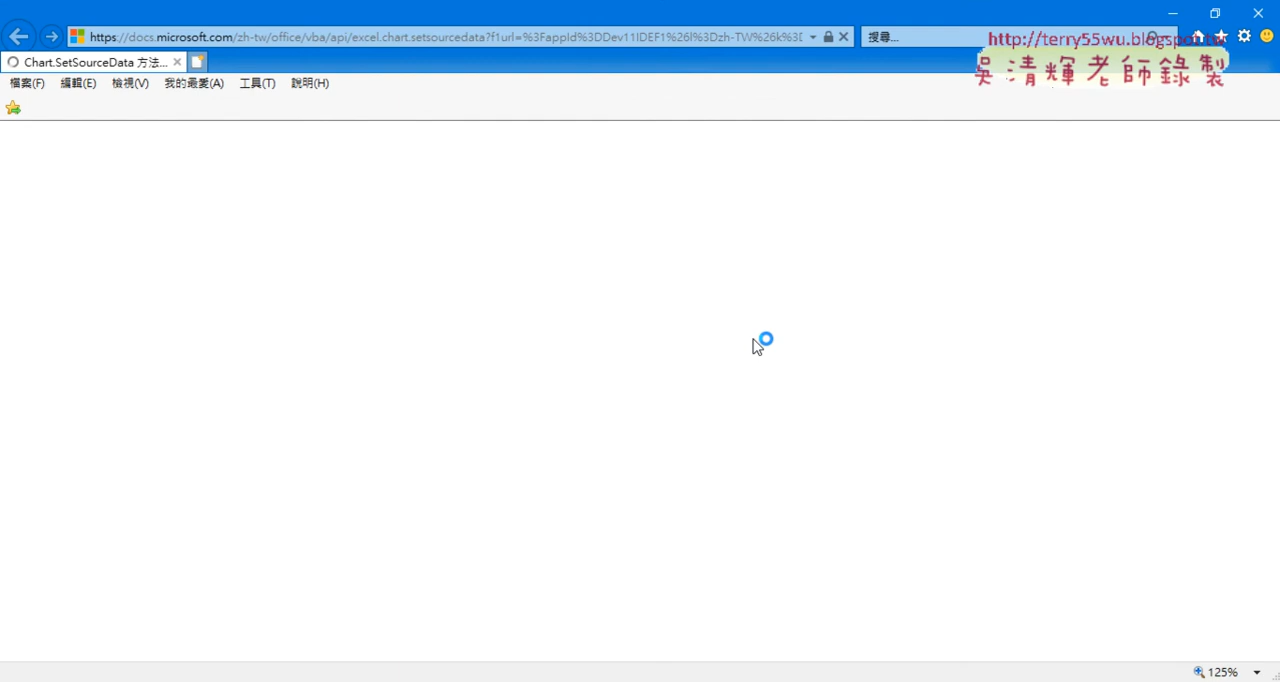 https://docs.microsoft.com/zh-tw/office/vba/api/excel.chart.setsourcedata?f1url=%3FappId%3DDev11IDEF1%26l%3Dzh-TW%26k%3D
搜尋...
http://terry55wu.blogspot.tw
吳清輝老師錄製
Chart.SetSourceData 方法...
檔案(F) 編輯(E) 檢視(V) 我的最愛(A) 工具(T) 說明(H)
125%